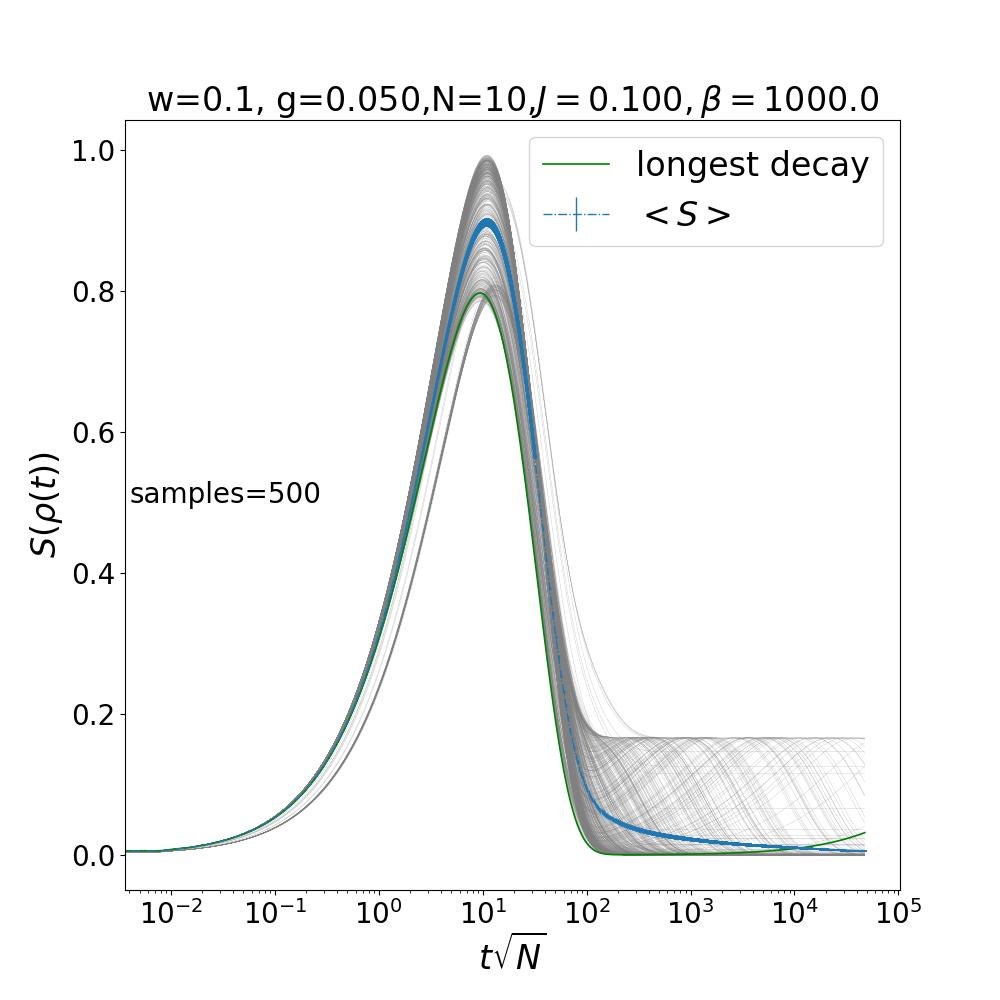 w=0.1, g=0.050,N=10,J = 0.100, β = 1000.0
longest decay
< S >
samples=500
S(ρ(t))
1.0
0.8
0.6
0.4
0.2
0.0
10⁻² 10⁻¹ 10⁰ 10¹ 10² 10³ 10⁴ 10⁵
t√N